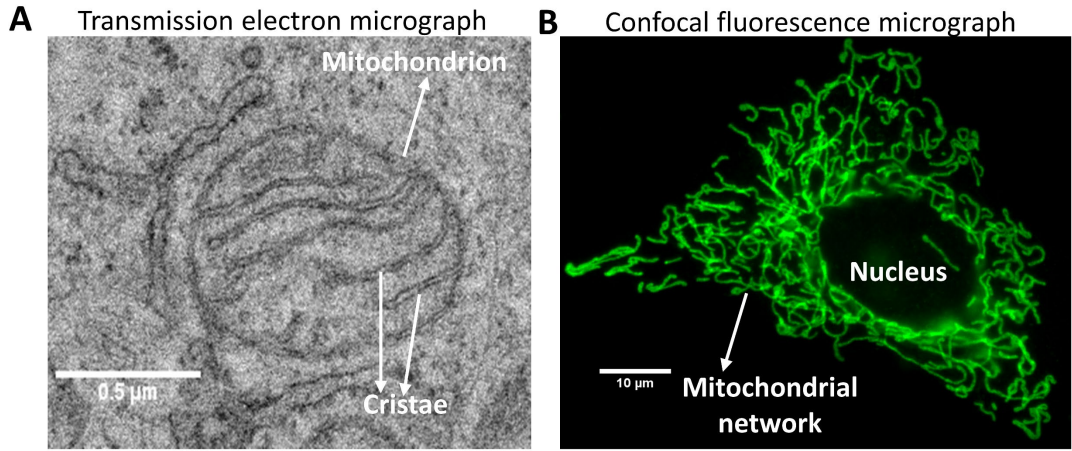 A
Transmission electron micrograph
Mitochondrion
0.5 µm
Cristae
B
Confocal fluorescence micrograph
Nucleus
10 µm
Mitochondrial
network